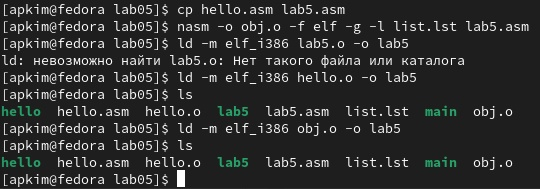 [apkim@fedora lab05]$ cp hello.asm lab5.asm
[apkim@fedora lab05]$ nasm -o obj.o -f elf -g -l list.lst lab5.asm
[apkim@fedora lab05]$ ld -m elf_i386 lab5.o -o lab5
ld: невозможно найти lab5.o: Нет такого файла или каталога
[apkim@fedora lab05]$ ld -m elf_i386 hello.o -o lab5
[apkim@fedora lab05]$ ls
hello  hello.asm  hello.o  lab5  lab5.asm  list.lst  main  obj.o
[apkim@fedora lab05]$ ld -m elf_i386 obj.o -o lab5
[apkim@fedora lab05]$ ls
hello  hello.asm  hello.o  lab5  lab5.asm  list.lst  main  obj.o
[apkim@fedora lab05]$